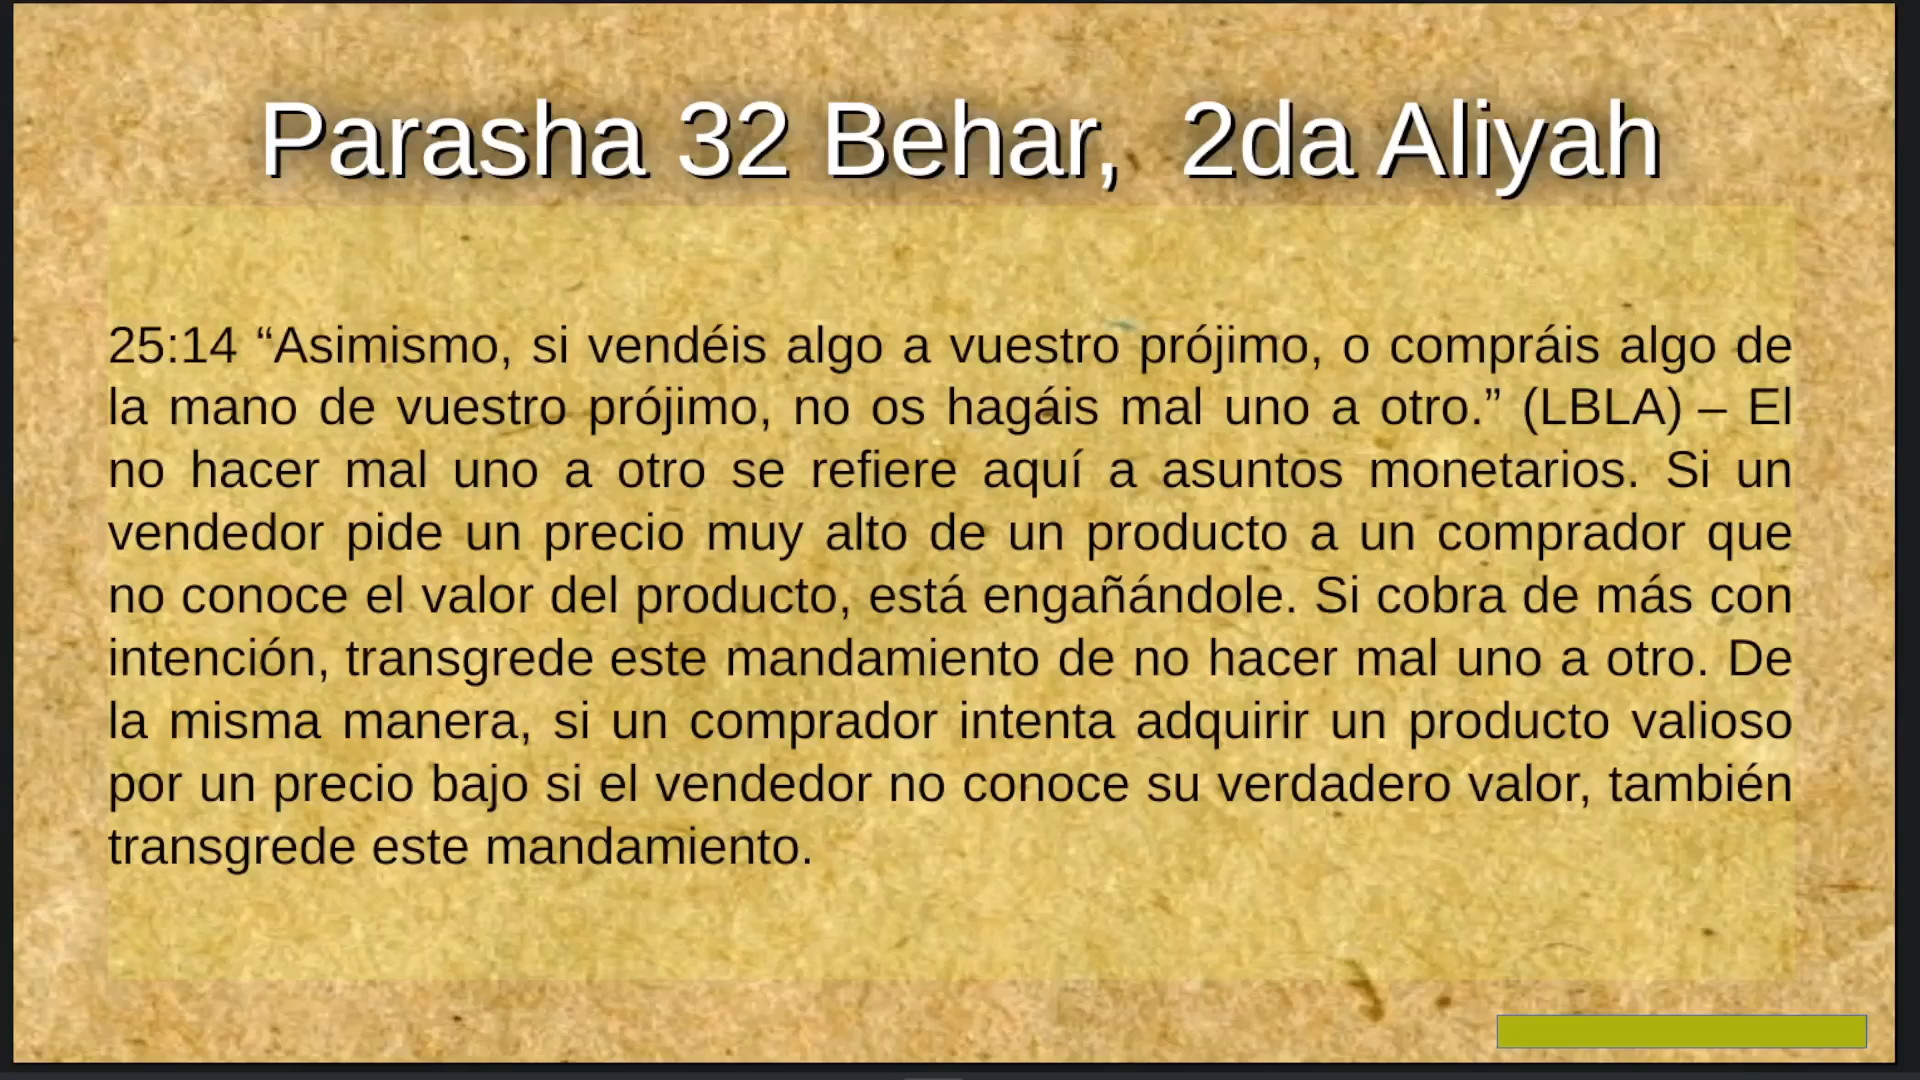 Parasha 32 Behar, 2da Aliyah
25:14 “Asimismo, si vendéis algo a vuestro prójimo, o compráis algo de
la mano de vuestro prójimo, no os hagáis mal uno a otro.” (LBLA) – El
no hacer mal uno a otro se refiere aquí a asuntos monetarios. Si un
vendedor pide un precio muy alto de un producto a un comprador que
no conoce el valor del producto, está engañándole. Si cobra de más con
intención, transgrede este mandamiento de no hacer mal uno a otro. De
la misma manera, si un comprador intenta adquirir un producto valioso
por un precio bajo si el vendedor no conoce su verdadero valor, también
transgrede este mandamiento.